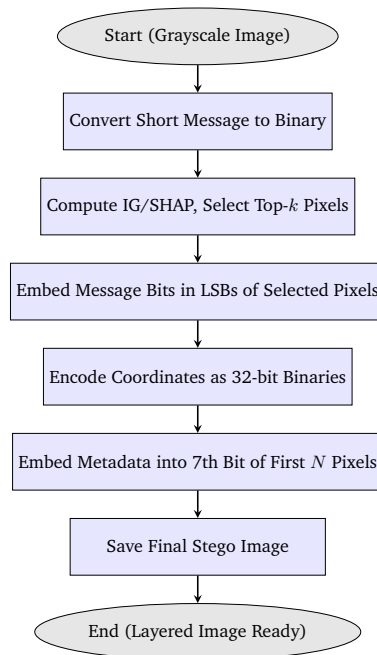 Start (Grayscale Image)
Convert Short Message to Binary
Compute IG/SHAP, Select Top-k Pixels
Embed Message Bits in LSBs of Selected Pixels
Encode Coordinates as 32-bit Binaries
Embed Metadata into 7th Bit of First N Pixels
Save Final Stego Image
End (Layered Image Ready)